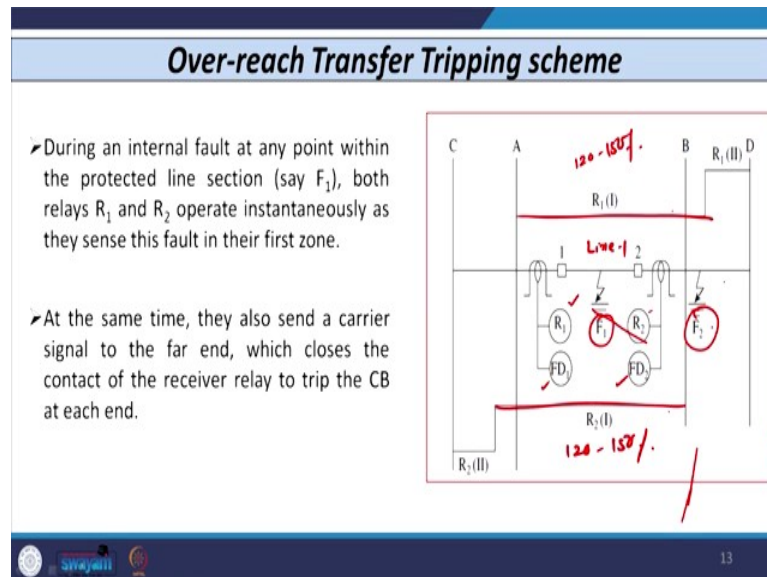 Over-reach Transfer Tripping scheme
➤During an internal fault at any point within
the protected line section (say F₁), both
relays R₁ and R₂ operate instantaneously as
they sense this fault in their first zone.
➤At the same time, they also send a carrier
signal to the far end, which closes the
contact of the receiver relay to trip the CB
at each end.
C A B D
120-150%.
R₁(II)
R₁(I)
1 Line-1 2
R₁ F₁ R₂ F₂
FD₁ FD₂
R₂(I)
120-150%.
R₂(II)
swayam
13